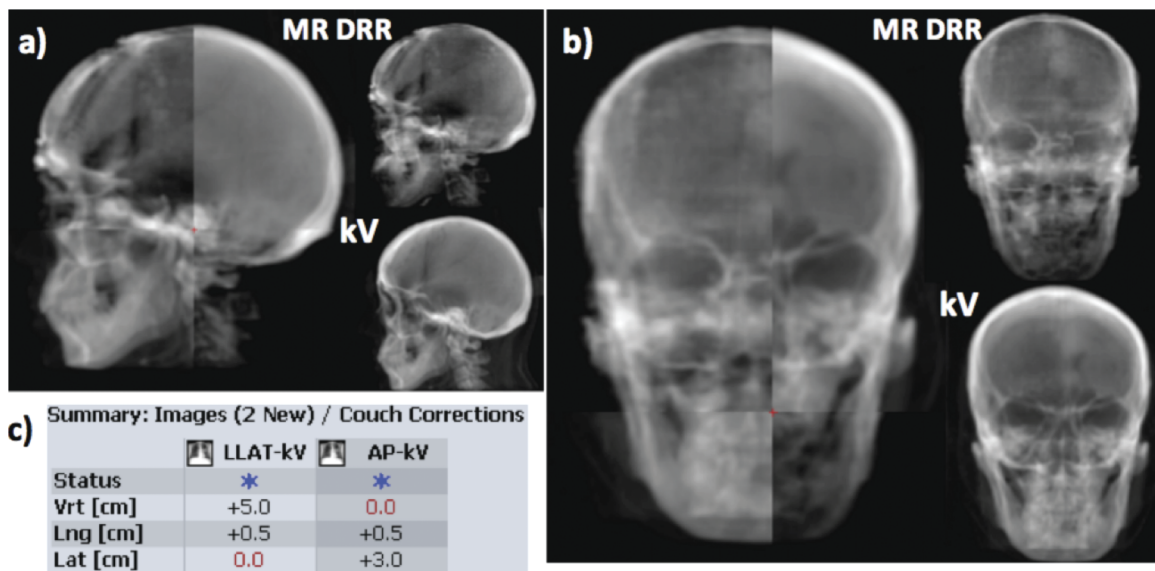 a)
MR DRR
kV
b)
MR DRR
kV
c)
Summary: Images (2 New) / Couch Corrections
LLAT-kV AP-kV
Status * *
Vrt [cm] +5.0 0.0
Lng [cm] +0.5 +0.5
Lat [cm] 0.0 +3.0